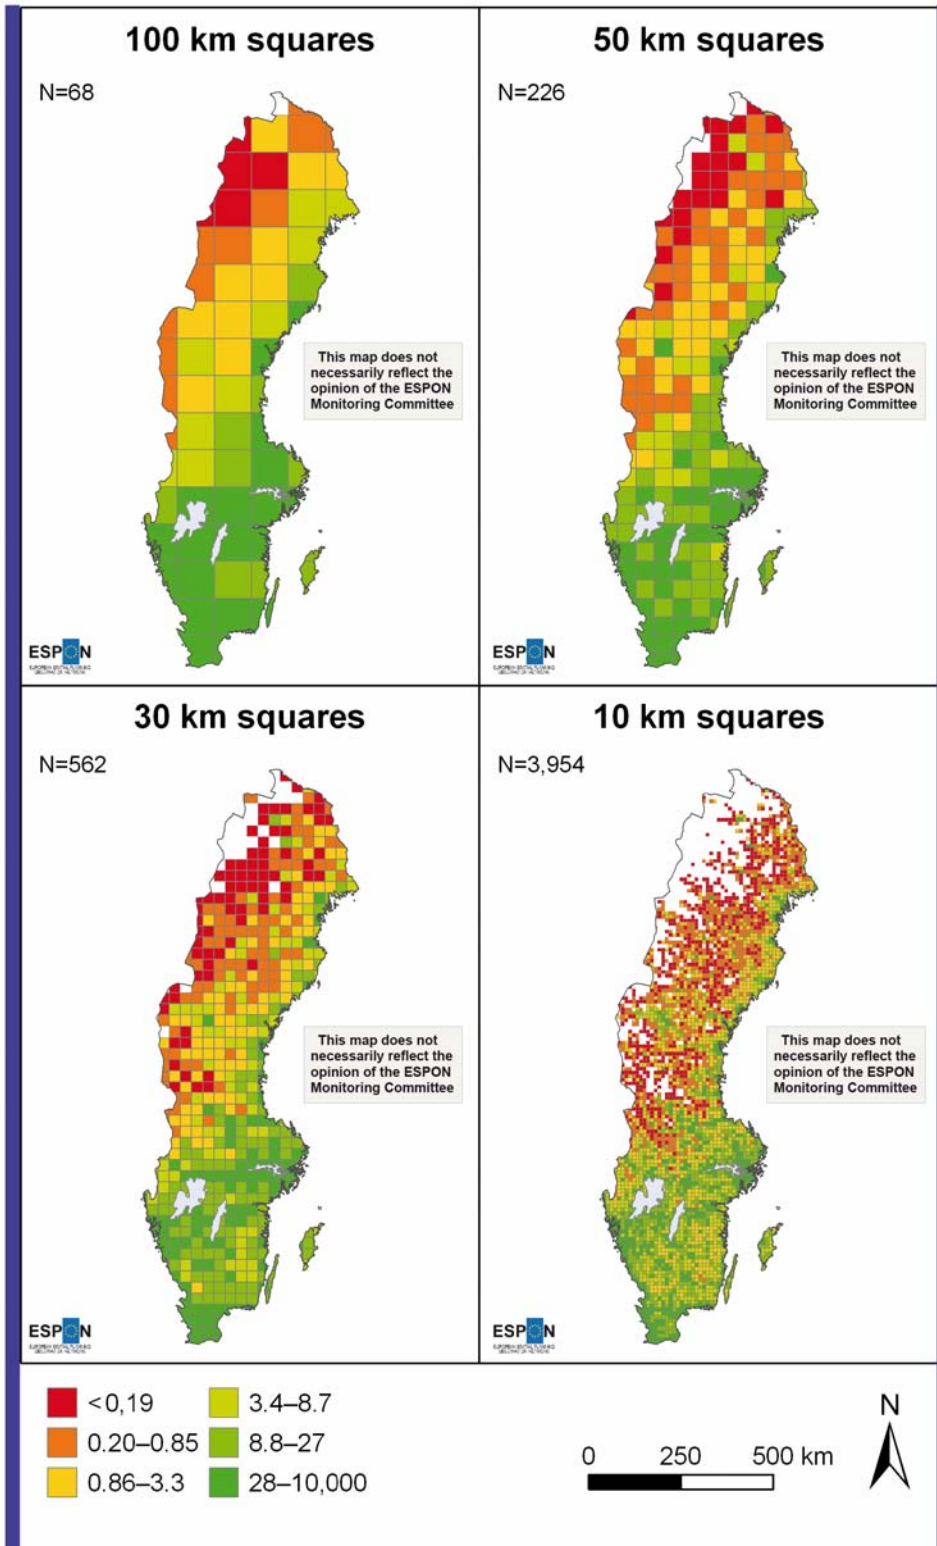 100 km squares
N=68
This map does not
necessarily reflect the
opinion of the ESPON
Monitoring Committee
ESPON
50 km squares
N=226
This map does not
necessarily reflect the
opinion of the ESPON
Monitoring Committee
ESPON
30 km squares
N=562
This map does not
necessarily reflect the
opinion of the ESPON
Monitoring Committee
ESPON
10 km squares
N=3,954
This map does not
necessarily reflect the
opinion of the ESPON
Monitoring Committee
ESPON
<0,19
0.20–0.85
0.86–3.3
3.4–8.7
8.8–27
28–10,000
0 250 500 km
N